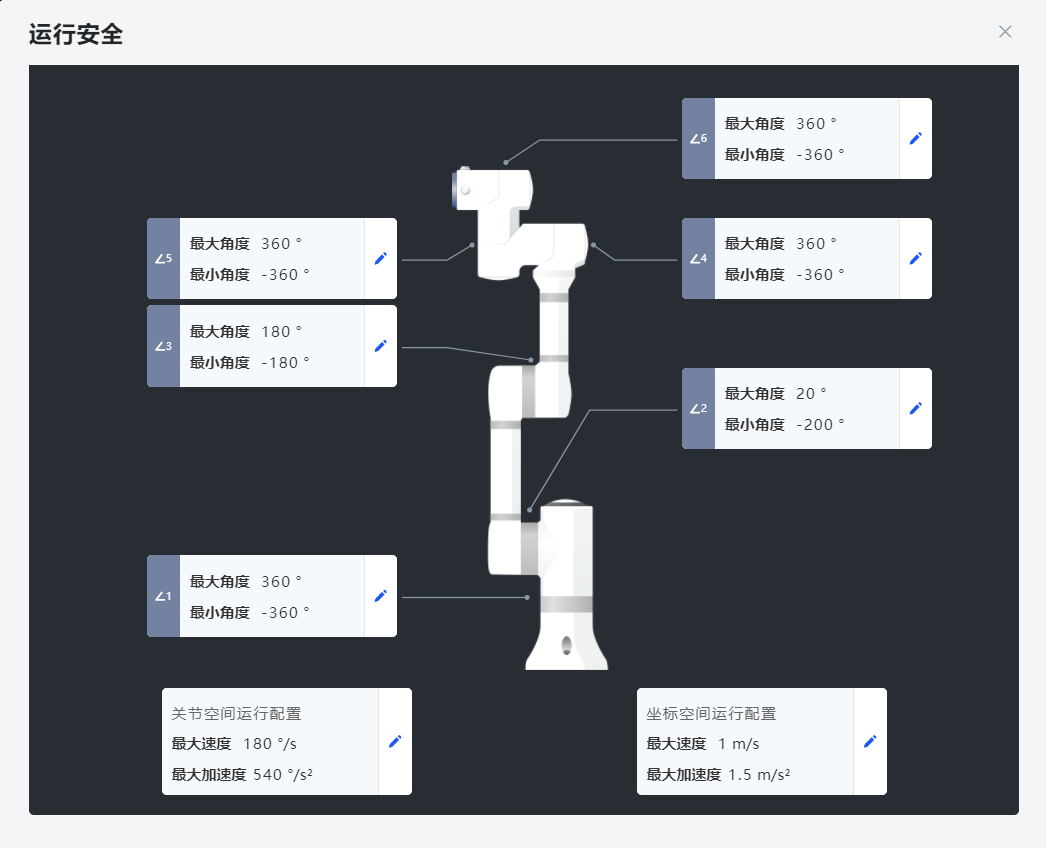 运行安全
∠6
最大角度 360 °
最小角度 -360 °
∠5
最大角度 360 °
最小角度 -360 °
∠4
最大角度 360 °
最小角度 -360 °
∠3
最大角度 180 °
最小角度 -180 °
∠2
最大角度 20 °
最小角度 -200 °
∠1
最大角度 360 °
最小角度 -360 °
关节空间运行配置
最大速度 180 °/s
最大加速度 540 °/s²
坐标空间运行配置
最大速度 1 m/s
最大加速度 1.5 m/s²